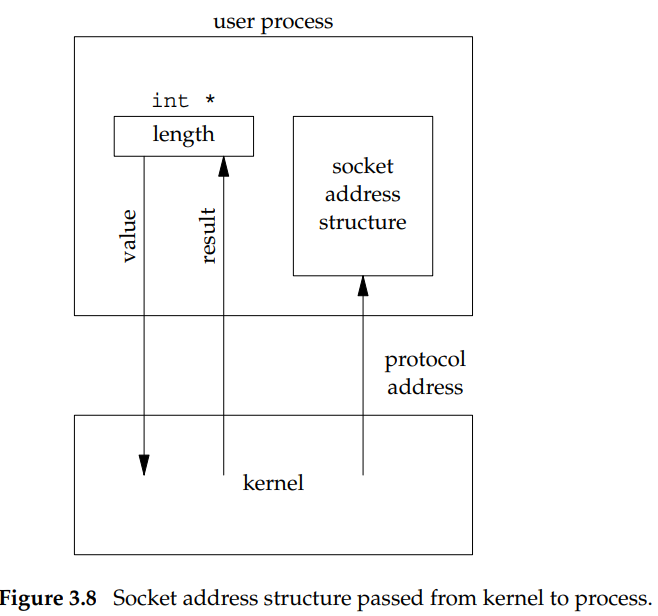 user process
int *
length
socket
address
structure
value
result
protocol
address
kernel
Figure 3.8 Socket address structure passed from kernel to process.